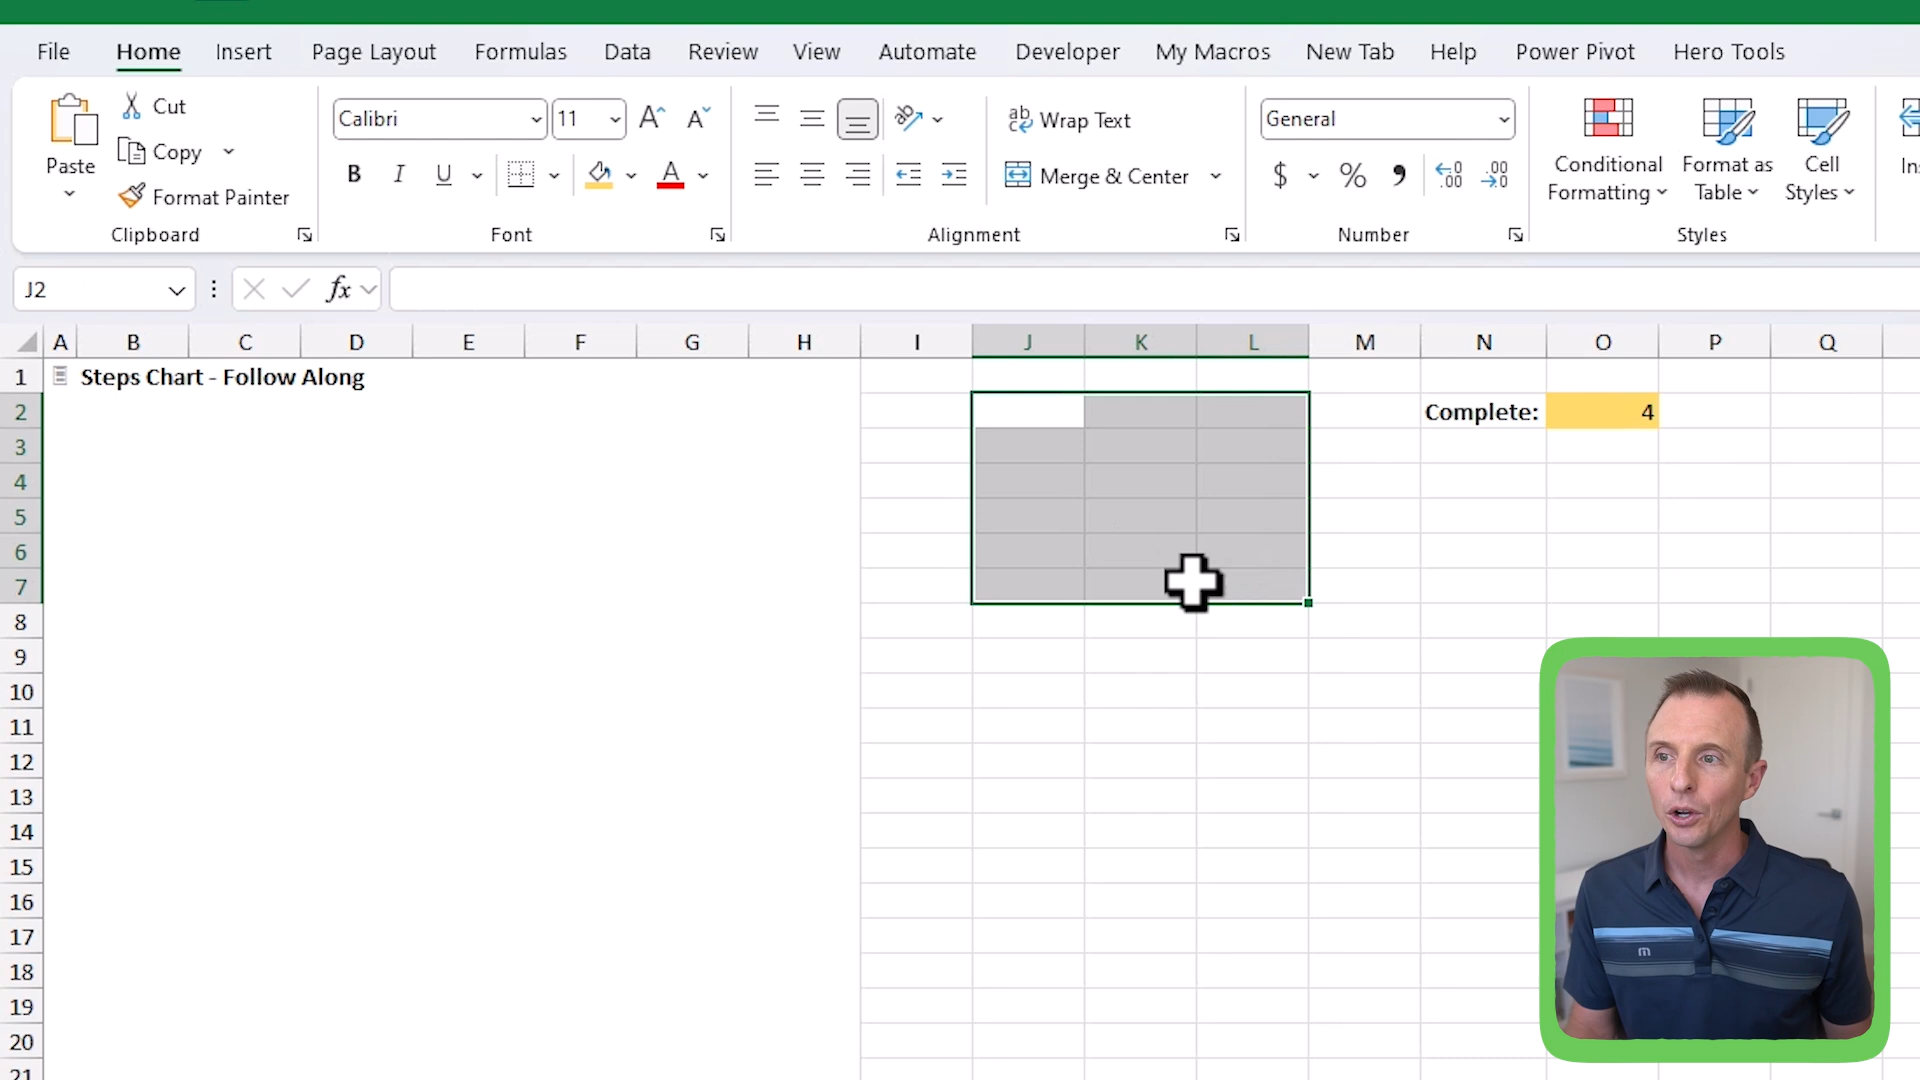 File Home Insert Page Layout Formulas Data Review View Automate Developer My Macros New Tab Help Power Pivot Hero Tools
Paste
Cut
Copy
Format Painter
Clipboard
Calibri 11
B I U
Font
Wrap Text
Merge & Center
Alignment
General
$ % ,
Number
Conditional Formatting
Format as Table
Cell Styles
Styles
J2
fx
A B C D E F G H I J K L M N O P Q
1 Steps Chart - Follow Along
2 Complete: 4
3
4
5
6
7
8
9
10
11
12
13
14
15
16
17
18
19
20
21